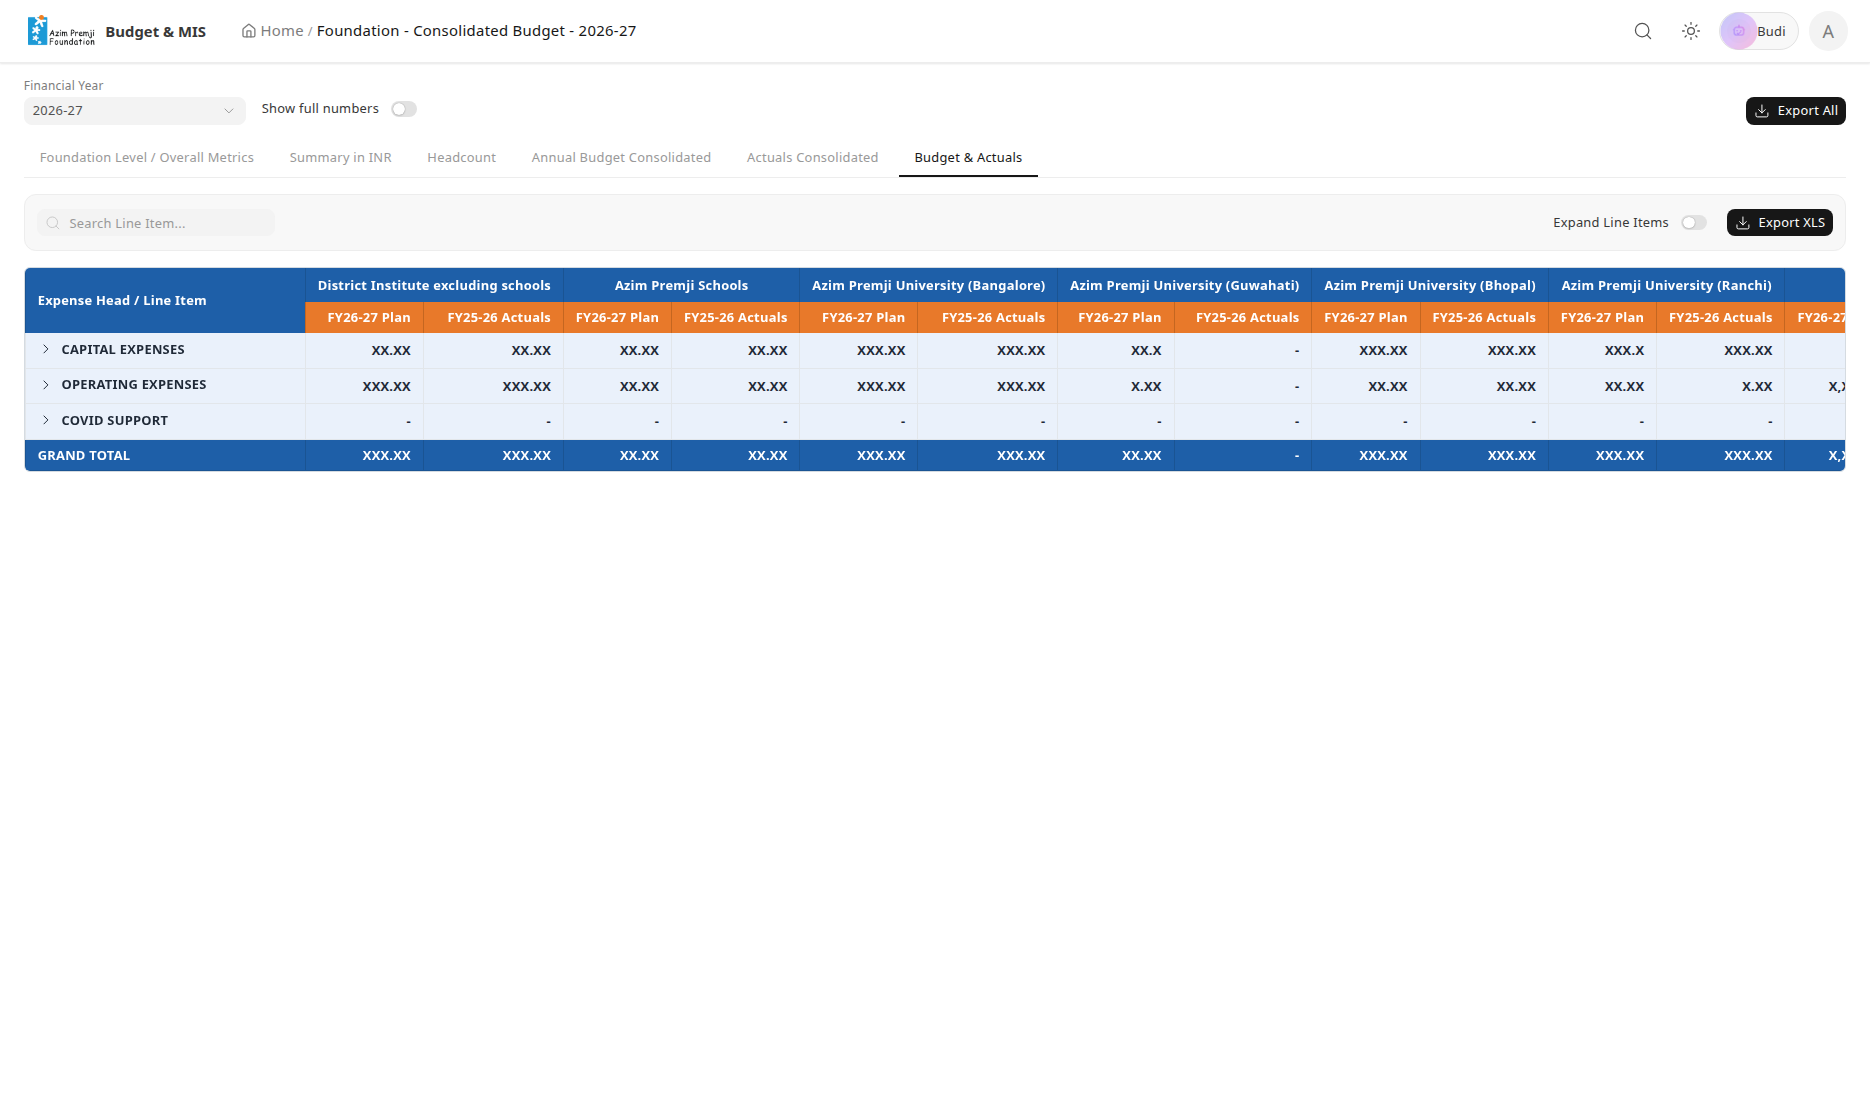 Azim Premji
Foundation
Budget & MIS
Home / Foundation - Consolidated Budget - 2026-27
Budi
A
Financial Year
2026-27
Show full numbers
Export All
Foundation Level / Overall Metrics
Summary in INR
Headcount
Annual Budget Consolidated
Actuals Consolidated
Budget & Actuals
Search Line Item...
Expand Line Items
Export XLS
Expense Head / Line Item
District Institute excluding schools
Azim Premji Schools
Azim Premji University (Bangalore)
Azim Premji University (Guwahati)
Azim Premji University (Bhopal)
Azim Premji University (Ranchi)
FY26-27 Plan FY25-26 Actuals FY26-27 Plan FY25-26 Actuals FY26-27 Plan FY25-26 Actuals FY26-27 Plan FY25-26 Actuals FY26-27 Plan FY25-26 Actuals FY26-27 Plan FY25-26 Actuals FY26-27
CAPITAL EXPENSES XX.XX XX.XX XX.XX XX.XX XXX.XX XXX.XX XX.X - XXX.XX XXX.XX XXX.X XXX.XX
OPERATING EXPENSES XXX.XX XXX.XX XX.XX XX.XX XXX.XX XXX.XX X.XX - XX.XX XX.XX XX.XX X.XX X,
COVID SUPPORT - - - - - - - - - - - -
GRAND TOTAL XXX.XX XXX.XX XX.XX XX.XX XXX.XX XXX.XX XX.XX - XXX.XX XXX.XX XXX.XX XXX.XX X,